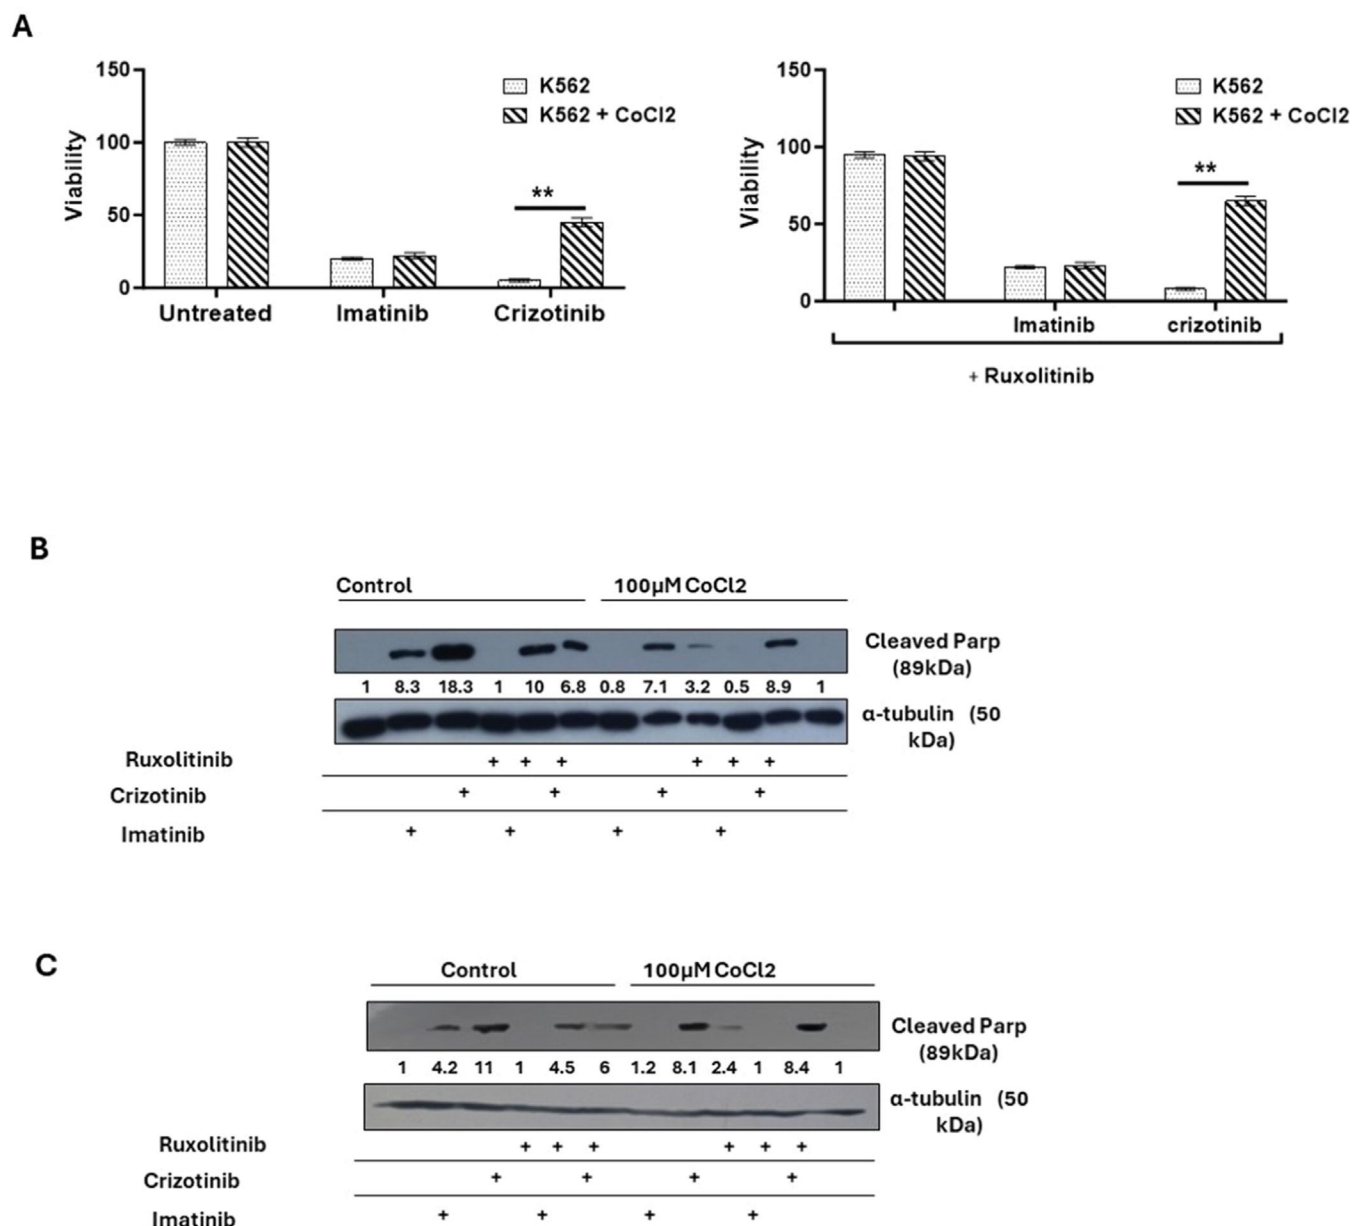 A
150
100
50
0
Viability
K562
K562 + CoCl2
**
Untreated Imatinib Crizotinib
150
100
50
0
Viability
K562
K562 + CoCl2
**
Imatinib crizotinib
+ Ruxolitinib
B
Control 100µM CoCl2
Cleaved Parp
(89kDa)
1 8.3 18.3 1 10 6.8 0.8 7.1 3.2 0.5 8.9 1
α-tubulin (50
kDa)
Ruxolitinib + + + + + +
Crizotinib + + + +
Imatinib + + + +
C
Control 100µM CoCl2
Cleaved Parp
(89kDa)
1 4.2 11 1 4.5 6 1.2 8.1 2.4 1 8.4 1
α-tubulin (50
kDa)
Ruxolitinib + + + + + +
Crizotinib + + + +
Imatinib + + + +